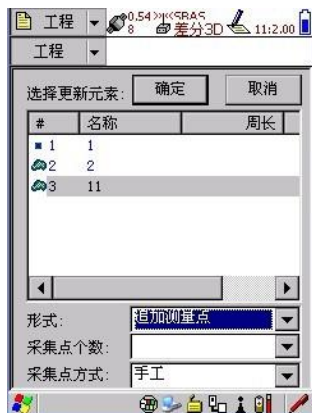 工程 0.54 SBAS
8 差分3D 11:2.00
工程
选择更新元素: 确定 取消
# 名称 周长
1 1
2 2
3 11
形式: 追加测量点
采集点个数:
采集点方式: 手工